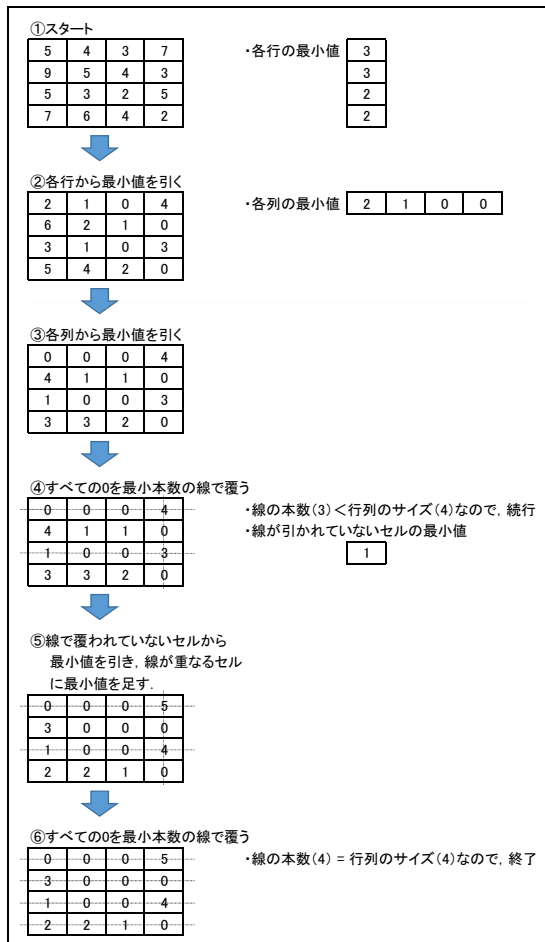 ①スタート
5 4 3 7 ・各行の最小値 3
9 5 4 3 3
5 3 2 5 2
7 6 4 2 2
②各行から最小値を引く
2 1 0 4 ・各列の最小値 2 1 0 0
6 2 1 0
3 1 0 3
5 4 2 0
③各列から最小値を引く
0 0 0 4
4 1 1 0
1 0 0 3
3 3 2 0
④すべての0を最小本数の線で覆う
0 0 0 4 ・線の本数(3)<行列のサイズ(4)なので, 続行
4 1 1 0 ・線が引かれていないセルの最小値
1 0 0 3 1
3 3 2 0
⑤線で覆われていないセルから
最小値を引き, 線が重なるセル
に最小値を足す.
0 0 0 5
3 0 0 0
1 0 0 4
2 2 1 0
⑥すべての0を最小本数の線で覆う
0 0 0 5 ・線の本数(4) = 行列のサイズ(4)なので, 終了
3 0 0 0
1 0 0 4
2 2 1 0